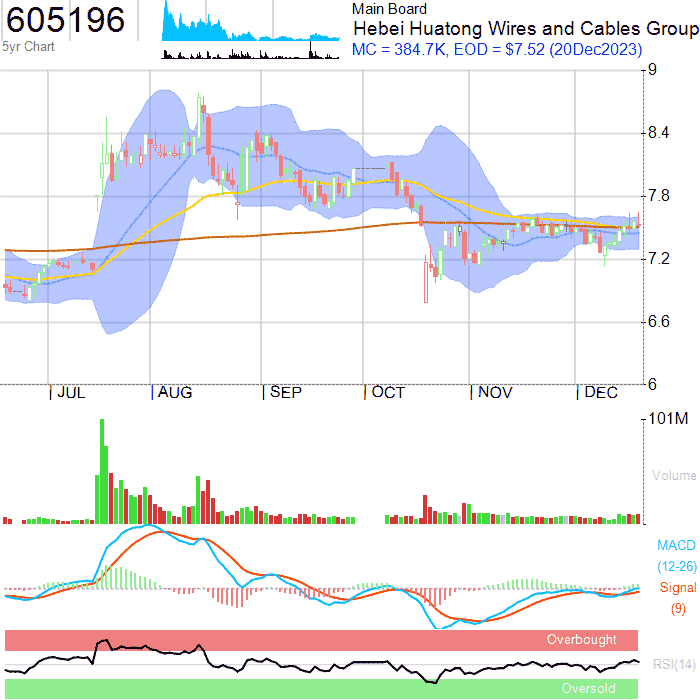 605196
5yr Chart
Main Board
Hebei Huatong Wires and Cables Group
MC = 384.7K, EOD = $7.52 (20Dec2023)
9
8.4
7.8
7.2
6.6
6
JUL AUG SEP OCT NOV DEC
101M
Volume
MACD
(12-26)
Signal
(9)
Overbought
RSI(14)
Oversold